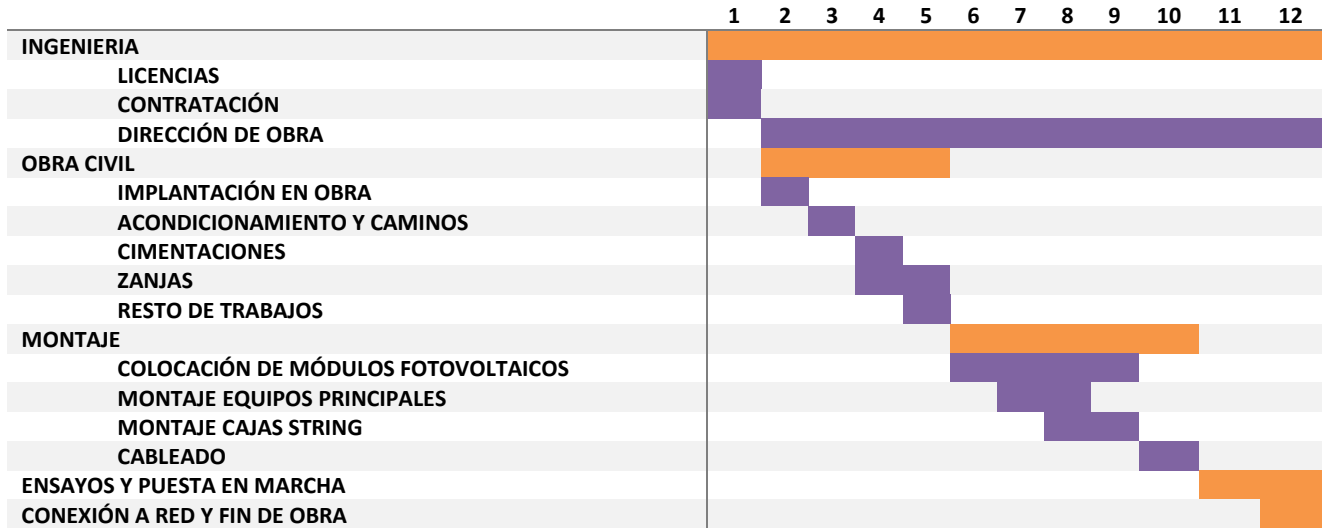 1 2 3 4 5 6 7 8 9 10 11 12
INGENIERIA
LICENCIAS
CONTRATACIÓN
DIRECCIÓN DE OBRA
OBRA CIVIL
IMPLANTACIÓN EN OBRA
ACONDICIONAMIENTO Y CAMINOS
CIMENTACIONES
ZANJAS
RESTO DE TRABAJOS
MONTAJE
COLOCACIÓN DE MÓDULOS FOTOVOLTAICOS
MONTAJE EQUIPOS PRINCIPALES
MONTAJE CAJAS STRING
CABLEADO
ENSAYOS Y PUESTA EN MARCHA
CONEXIÓN A RED Y FIN DE OBRA